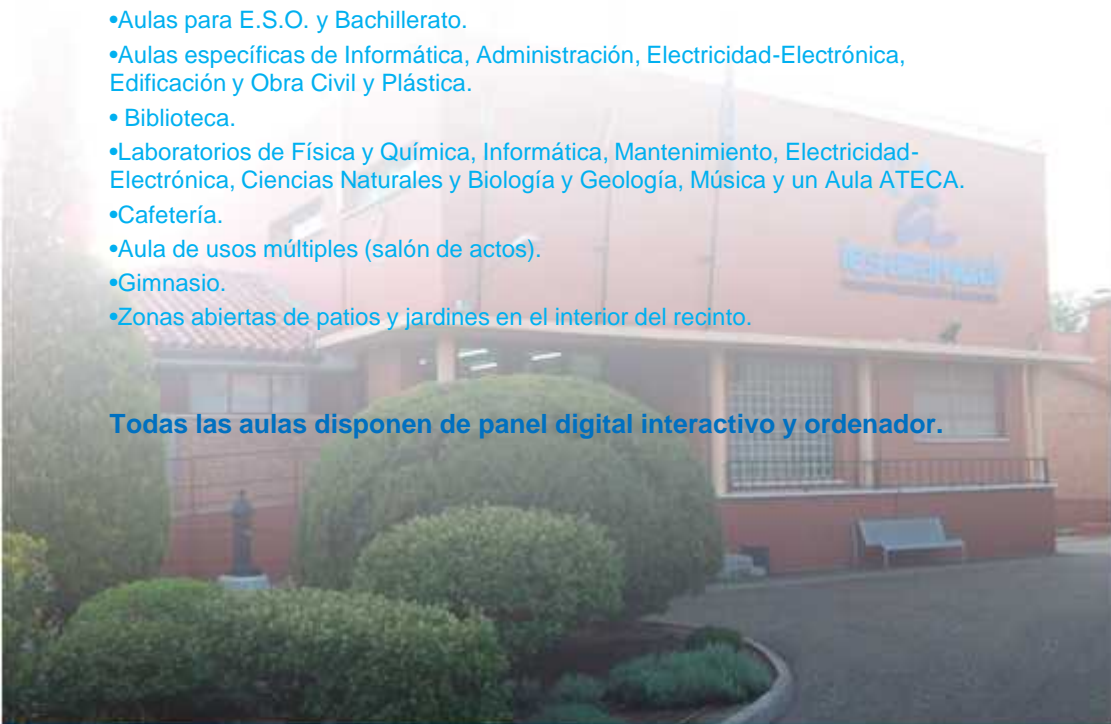 •Aulas para E.S.O. y Bachillerato.
•Aulas específicas de Informática, Administración, Electricidad-Electrónica,
Edificación y Obra Civil y Plástica.
• Biblioteca.
•Laboratorios de Física y Química, Informática, Mantenimiento, Electricidad-
Electrónica, Ciencias Naturales y Biología y Geología, Música y un Aula ATECA.
•Cafetería.
•Aula de usos múltiples (salón de actos).
•Gimnasio.
•Zonas abiertas de patios y jardines en el interior del recinto.
Todas las aulas disponen de panel digital interactivo y ordenador.